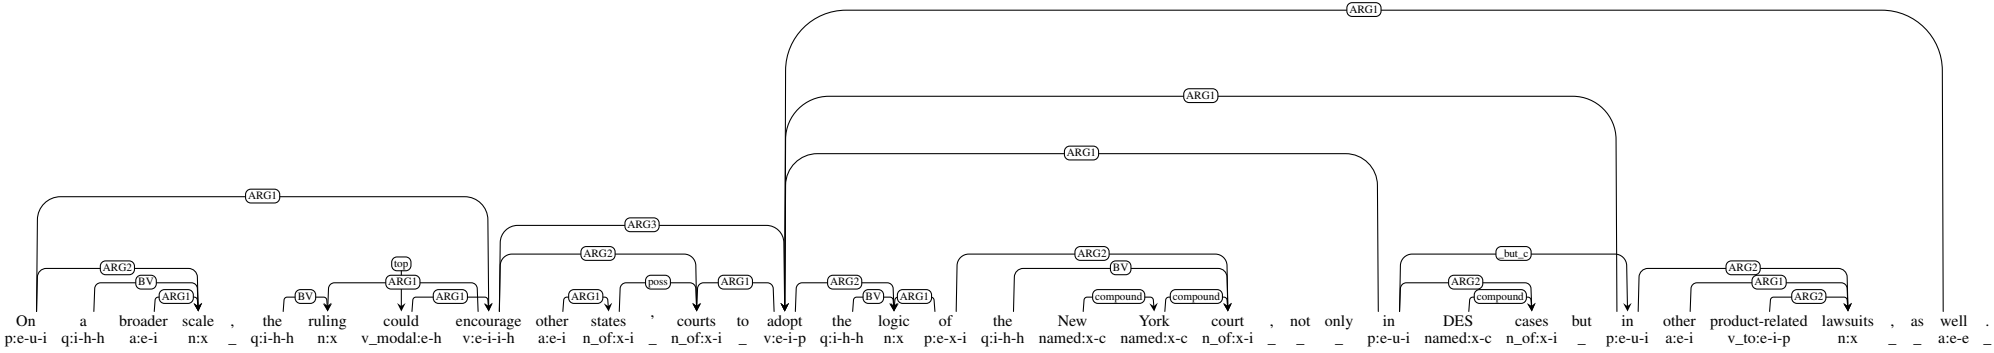 ARG1
ARG1
ARG1
ARG1
ARG3
ARG2 ARG2 _but_c
top
ARG2 BV ARG2
BV ARG1 poss ARG1 ARG2 BV ARG2 ARG1
ARG1 BV ARG1 ARG1 BV ARG1 compound compound compound ARG2
On a broader scale , the ruling could encourage other states ' courts to adopt the logic of the New York court , not only in DES cases but in other product-related lawsuits , as well .
p:e-u-i q:i-h-h a:e-i n:x _ q:i-h-h n:x v_modal:e-h v:e-i-i-h a:e-i n_of:x-i _ n_of:x-i _ v:e-i-p q:i-h-h n:x p:e-x-i q:i-h-h named:x-c named:x-c n_of:x-i _ _ _ p:e-u-i named:x-c n_of:x-i _ p:e-u-i a:e-i v_to:e-i-p n:x _ _ a:e-e _